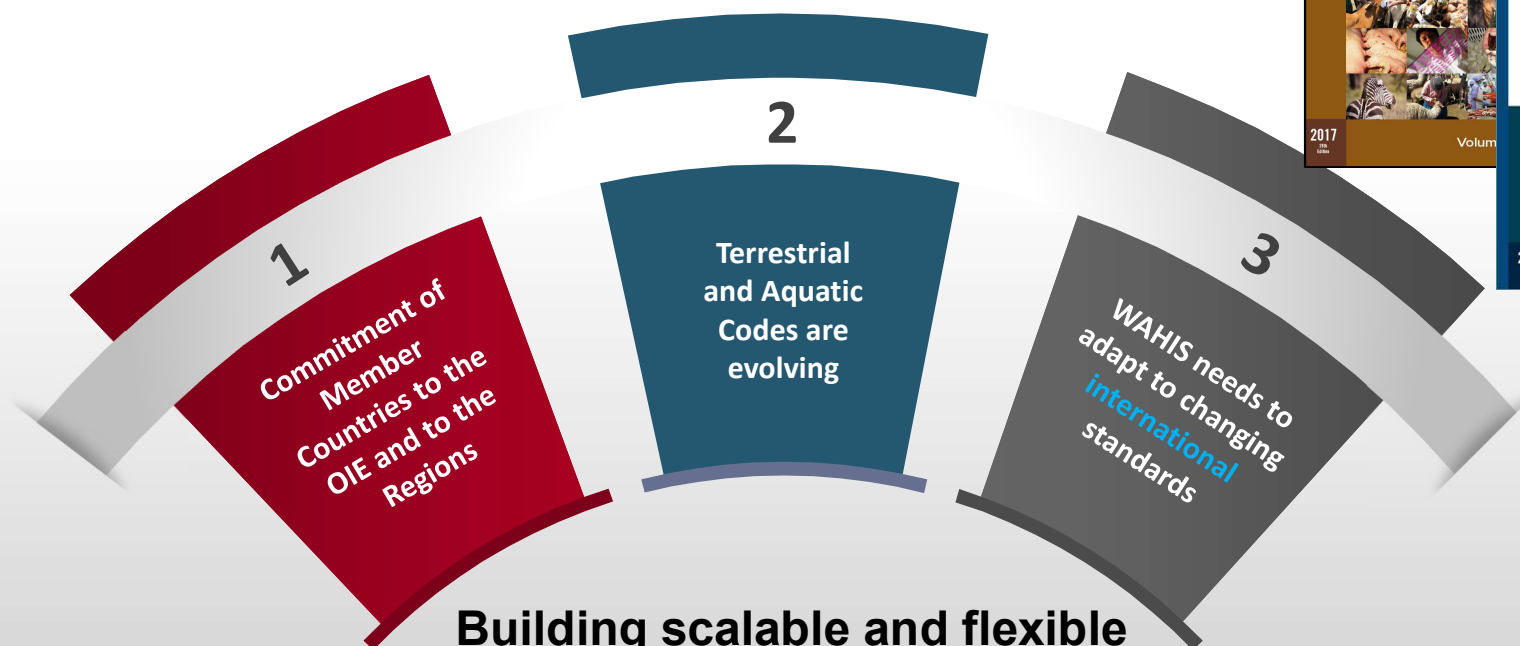 1
Commitment of
Member
Countries to the
OIE and to the
Regions
2
Terrestrial
and Aquatic
Codes are
evolving
3
WAHIS needs to
adapt to changing
international
standards
2017
Volum
Building scalable and flexible